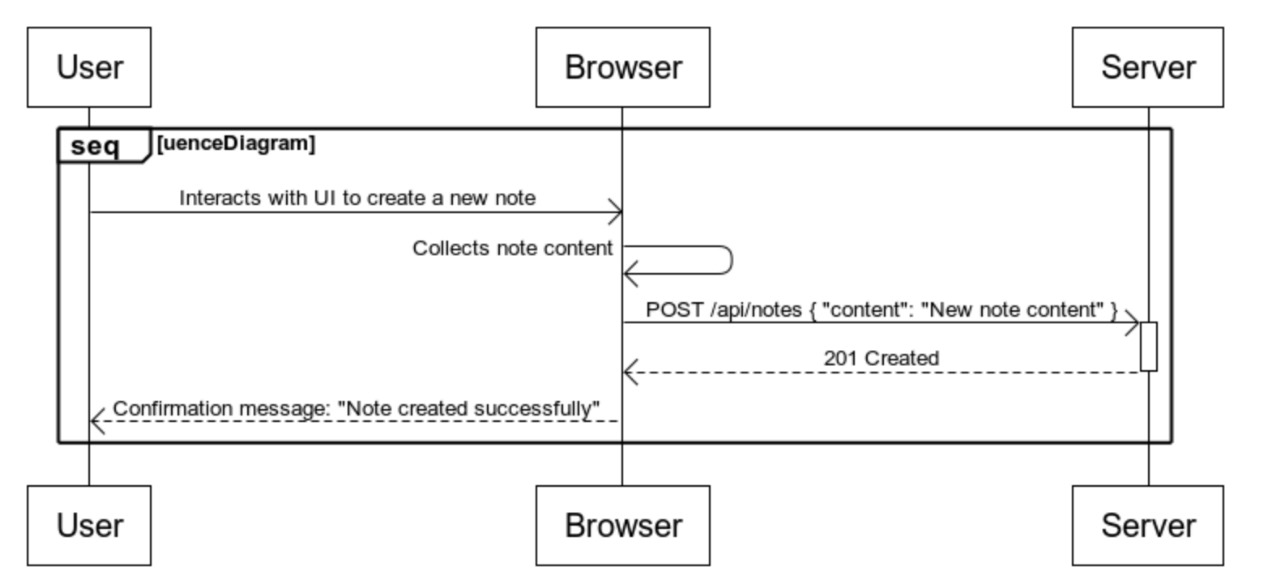 User
Browser
Server
seq [uenceDiagram]
Interacts with UI to create a new note
Collects note content
POST /api/notes { "content": "New note content" }
201 Created
Confirmation message: "Note created successfully"
User
Browser
Server